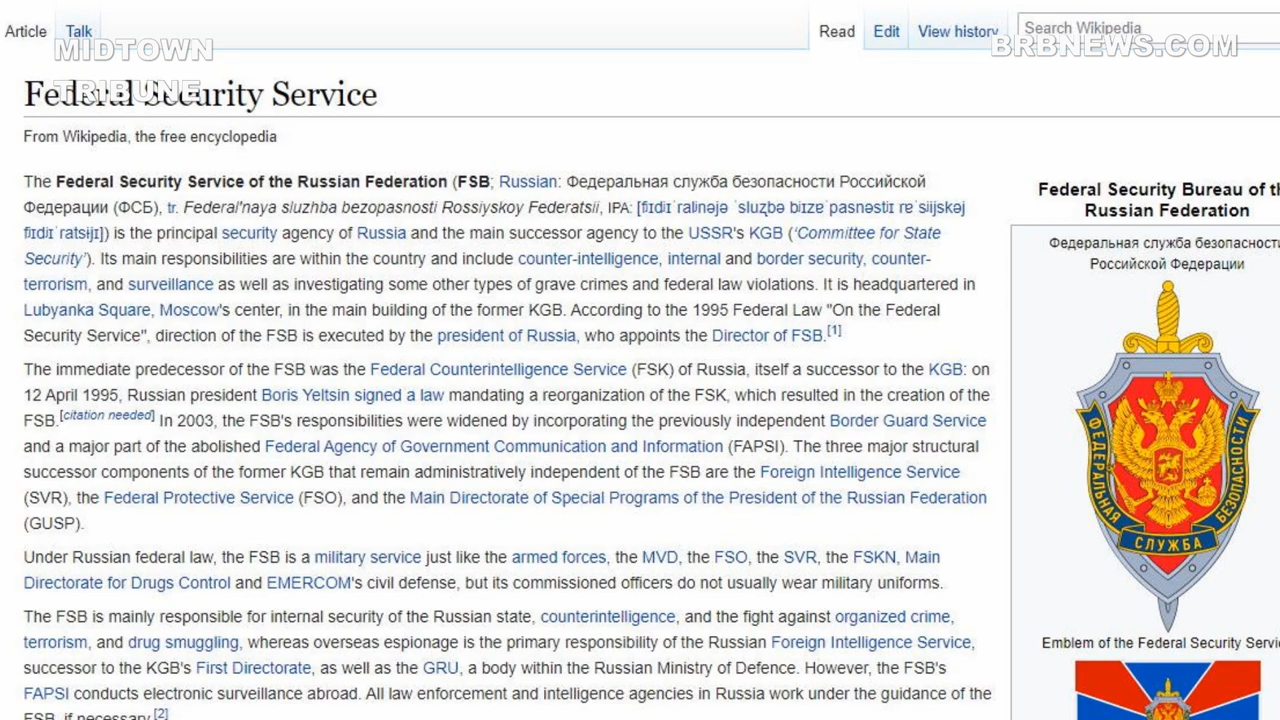 Article Talk Read Edit View history Search Wikipedia
MIDTOWN
TRIBUNE
BRBNEWS.COM
Federal Security Service
From Wikipedia, the free encyclopedia
The Federal Security Service of the Russian Federation (FSB; Russian: Федеральная служба безопасности Российской
Федерации (ФСБ), tr. Federal'naya sluzhba bezopasnosti Rossiyskoy Federatsii, IPA:
is the principal security agency of Russia and the main successor agency to the USSR's KGB ('Committee for State
Security'). Its main responsibilities are within the country and include counter-intelligence, internal and border security, counter-
terrorism, and surveillance as well as investigating some other types of grave crimes and federal law violations. It is headquartered in
Lubyanka Square, Moscow's center, in the main building of the former KGB. According to the 1995 Federal Law "On the Federal
Security Service", direction of the FSB is executed by the president of Russia, who appoints the Director of FSB.[1]
The immediate predecessor of the FSB was the Federal Counterintelligence Service (FSK) of Russia, itself a successor to the KGB: on
12 April 1995, Russian president Boris Yeltsin signed a law mandating a reorganization of the FSK, which resulted in the creation of the
FSB.[citation needed] In 2003, the FSB's responsibilities were widened by incorporating the previously independent Border Guard Service
and a major part of the abolished Federal Agency of Government Communication and Information (FAPSI). The three major structural
successor components of the former KGB that remain administratively independent of the FSB are the Foreign Intelligence Service
(SVR), the Federal Protective Service (FSO), and the Main Directorate of Special Programs of the President of the Russian Federation
(GUSP).
Under Russian federal law, the FSB is a military service just like the armed forces, the MVD, the FSO, the SVR, the FSKN, Main
Directorate for Drugs Control and EMERCOM's civil defense, but its commissioned officers do not usually wear military uniforms.
The FSB is mainly responsible for internal security of the Russian state, counterintelligence, and the fight against organized crime,
terrorism, and drug smuggling, whereas overseas espionage is the primary responsibility of the Russian Foreign Intelligence Service,
successor to the KGB's First Directorate, as well as the GRU, a body within the Russian Ministry of Defence. However, the FSB's
FAPSI conducts electronic surveillance abroad. All law enforcement and intelligence agencies in Russia work under the guidance of the
FSB, if necessary.[2]
Federal Security Bureau of th
Russian Federation
Федеральная служба безопасности
Российской Федерации
ФЕДЕРАЛЬНАЯ
СЛУЖБА
БЕЗОПАСНОСТИ
Emblem of the Federal Security Servi